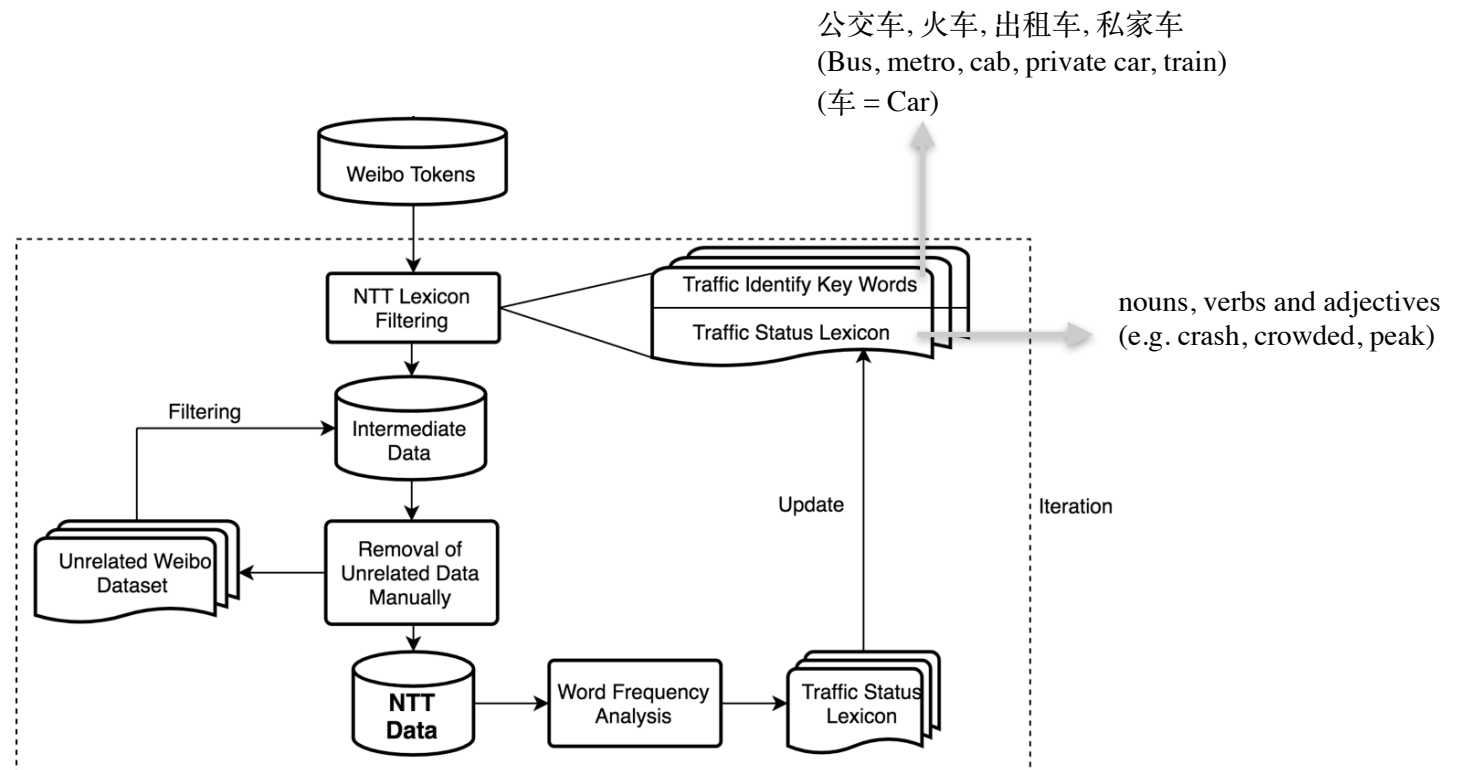 公交车, 火车, 出租车, 私家车
(Bus, metro, cab, private car, train)
(车 = Car)
Weibo Tokens
NTT Lexicon
Filtering
Traffic Identify Key Words
Traffic Status Lexicon
nouns, verbs and adjectives
(e.g. crash, crowded, peak)
Filtering
Intermediate
Data
Update
Iteration
Unrelated Weibo
Dataset
Removal of
Unrelated Data
Manually
NTT
Data
Word Frequency
Analysis
Traffic Status
Lexicon